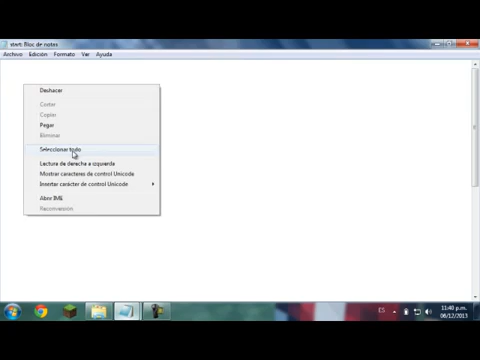 start: Bloc de notas
Archivo Edición Formato Ver Ayuda
Deshacer
Cortar
Copiar
Pegar
Eliminar
Seleccionar todo
Lectura de derecha a izquierda
Mostrar caracteres de control Unicode
Insertar carácter de control Unicode
Abrir IME
Reconversión
ES
11:40 p.m.
06/12/2013